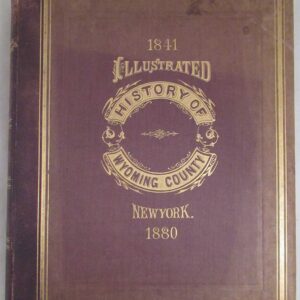 1841
ILLUSTRATED
HISTORY OF
WYOMING COUNTY
NEW YORK.
1880